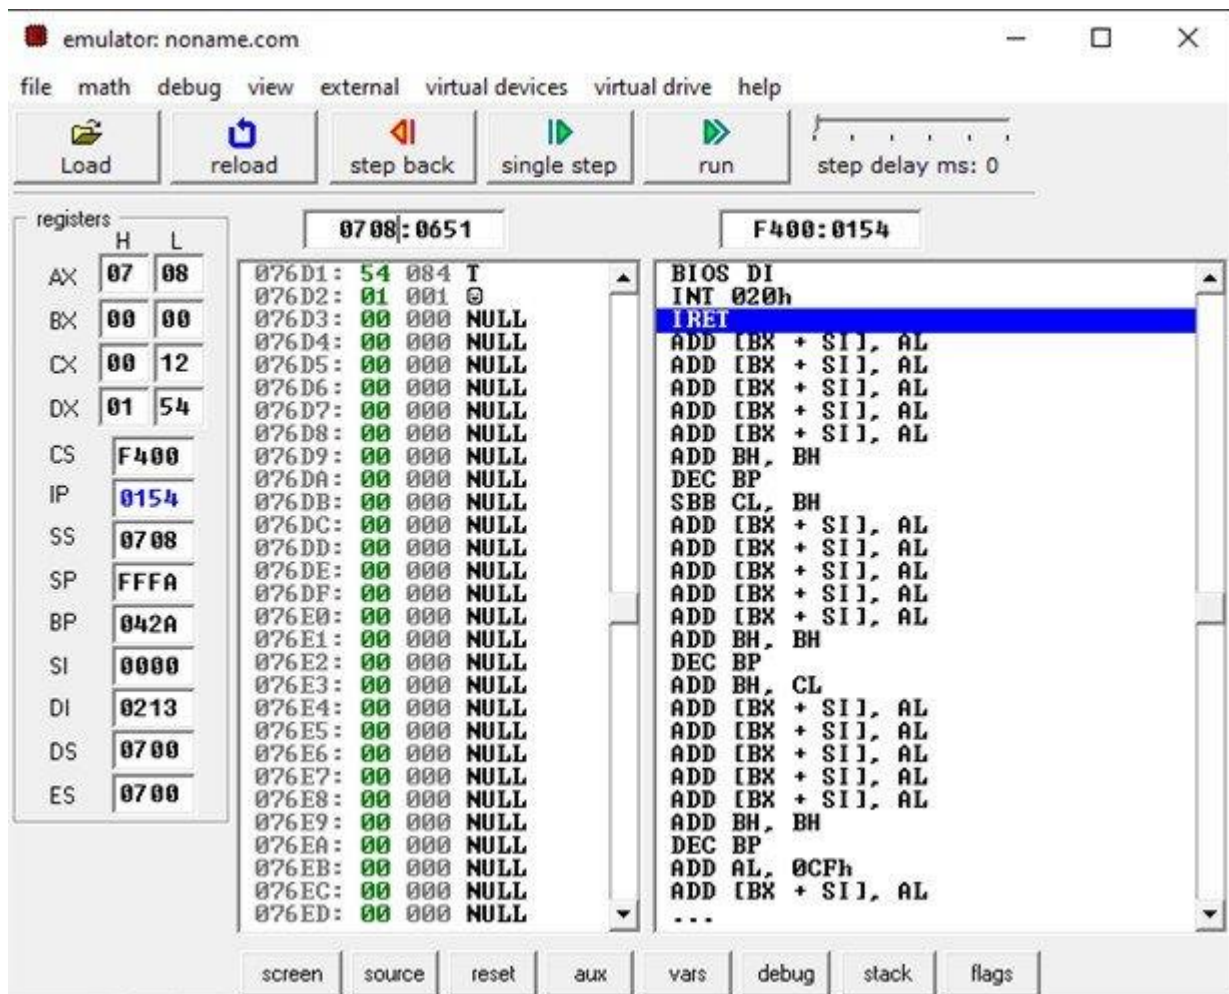 emulator: noname.com
file math debug view external virtual devices virtual drive help
Load reload step back single step run step delay ms: 0
registers
H L
AX 07 08
BX 00 00
CX 00 12
DX 01 54
CS F400
IP 0154
SS 0708
SP FFFA
BP 042A
SI 0000
DI 0213
DS 0700
ES 0700
0708:0651
076D1: 54 084 T
076D2: 01 001 ☺
076D3: 00 000 NULL
076D4: 00 000 NULL
076D5: 00 000 NULL
076D6: 00 000 NULL
076D7: 00 000 NULL
076D8: 00 000 NULL
076D9: 00 000 NULL
076DA: 00 000 NULL
076DB: 00 000 NULL
076DC: 00 000 NULL
076DD: 00 000 NULL
076DE: 00 000 NULL
076DF: 00 000 NULL
076E0: 00 000 NULL
076E1: 00 000 NULL
076E2: 00 000 NULL
076E3: 00 000 NULL
076E4: 00 000 NULL
076E5: 00 000 NULL
076E6: 00 000 NULL
076E7: 00 000 NULL
076E8: 00 000 NULL
076E9: 00 000 NULL
076EA: 00 000 NULL
076EB: 00 000 NULL
076EC: 00 000 NULL
076ED: 00 000 NULL
F400:0154
BIOS DI
INT 020h
IRET
ADD [BX + SI], AL
ADD [BX + SI], AL
ADD [BX + SI], AL
ADD [BX + SI], AL
ADD [BX + SI], AL
ADD BH, BH
DEC BP
SBB CL, BH
ADD [BX + SI], AL
ADD [BX + SI], AL
ADD [BX + SI], AL
ADD [BX + SI], AL
ADD [BX + SI], AL
ADD BH, BH
DEC BP
ADD BH, CL
ADD [BX + SI], AL
ADD [BX + SI], AL
ADD [BX + SI], AL
ADD [BX + SI], AL
ADD [BX + SI], AL
ADD BH, BH
DEC BP
ADD AL, 0CFh
ADD [BX + SI], AL
...
screen source reset aux vars debug stack flags